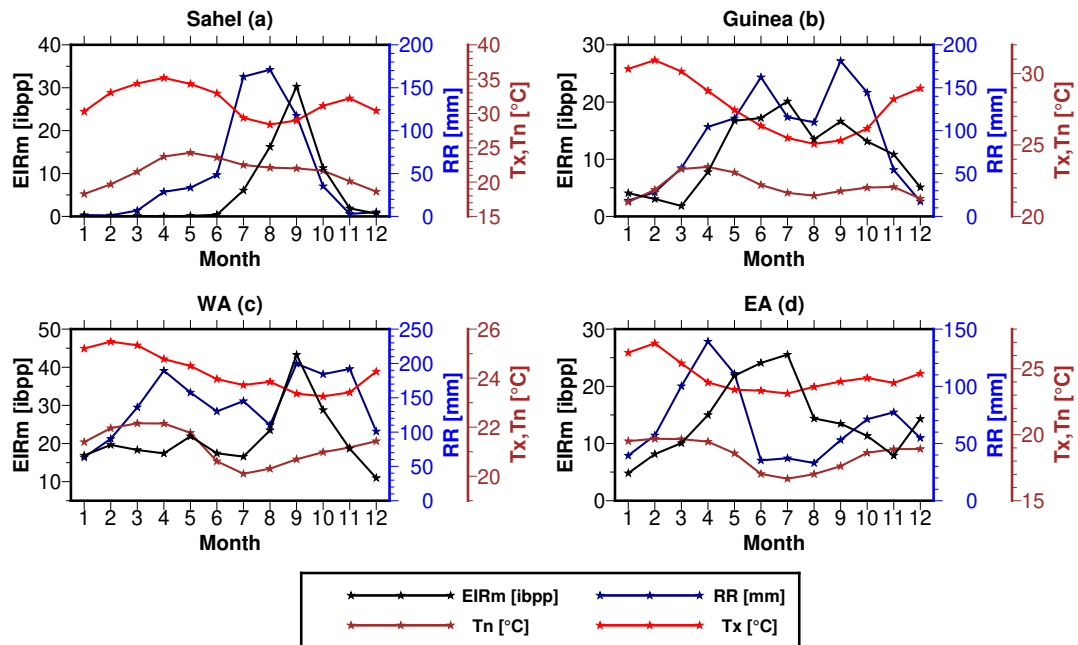 Sahel (a)
EIRm [ibpp]
0
10
20
30
40
1 2 3 4 5 6 7 8 9 10 11 12
Month
0
50
100
150
200
RR [mm]
15
20
25
30
35
40
Tx,Tn [°C]
Guinea (b)
EIRm [ibpp]
0
10
20
30
1 2 3 4 5 6 7 8 9 10 11 12
Month
0
50
100
150
200
RR [mm]
20
25
30
Tx,Tn [°C]
WA (c)
EIRm [ibpp]
10
20
30
40
50
1 2 3 4 5 6 7 8 9 10 11 12
Month
0
50
100
150
200
250
RR [mm]
20
22
24
26
Tx,Tn [°C]
EA (d)
EIRm [ibpp]
0
10
20
30
1 2 3 4 5 6 7 8 9 10 11 12
Month
0
50
100
150
RR [mm]
15
20
25
Tx,Tn [°C]
EIRm [ibpp] RR [mm]
Tn [°C] Tx [°C]